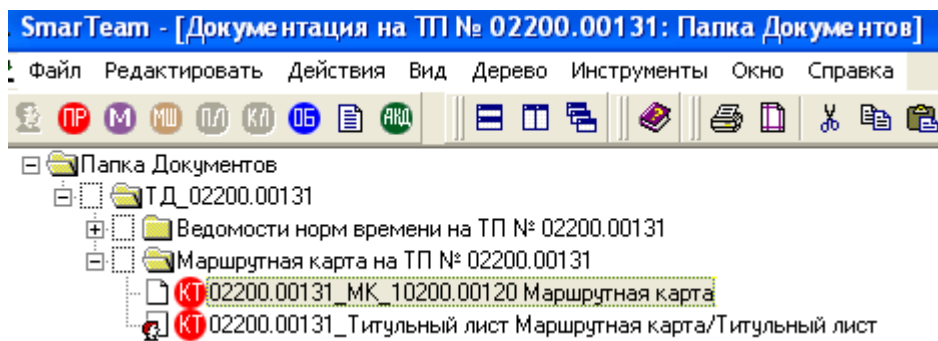 SmarTeam - [Документация на ТП № 02200.00131: Папка Документов]
Файл Редактировать Действия Вид Дерево Инструменты Окно Справка
ПР М МШ ПЛ КЛ ОБ АКД
Папка Документов
ТД_02200.00131
Ведомости норм времени на ТП № 02200.00131
Маршрутная карта на ТП № 02200.00131
КТ 02200.00131_МК_10200.00120 Маршрутная карта
КТ 02200.00131_Титульный лист Маршрутная карта/Титульный лист